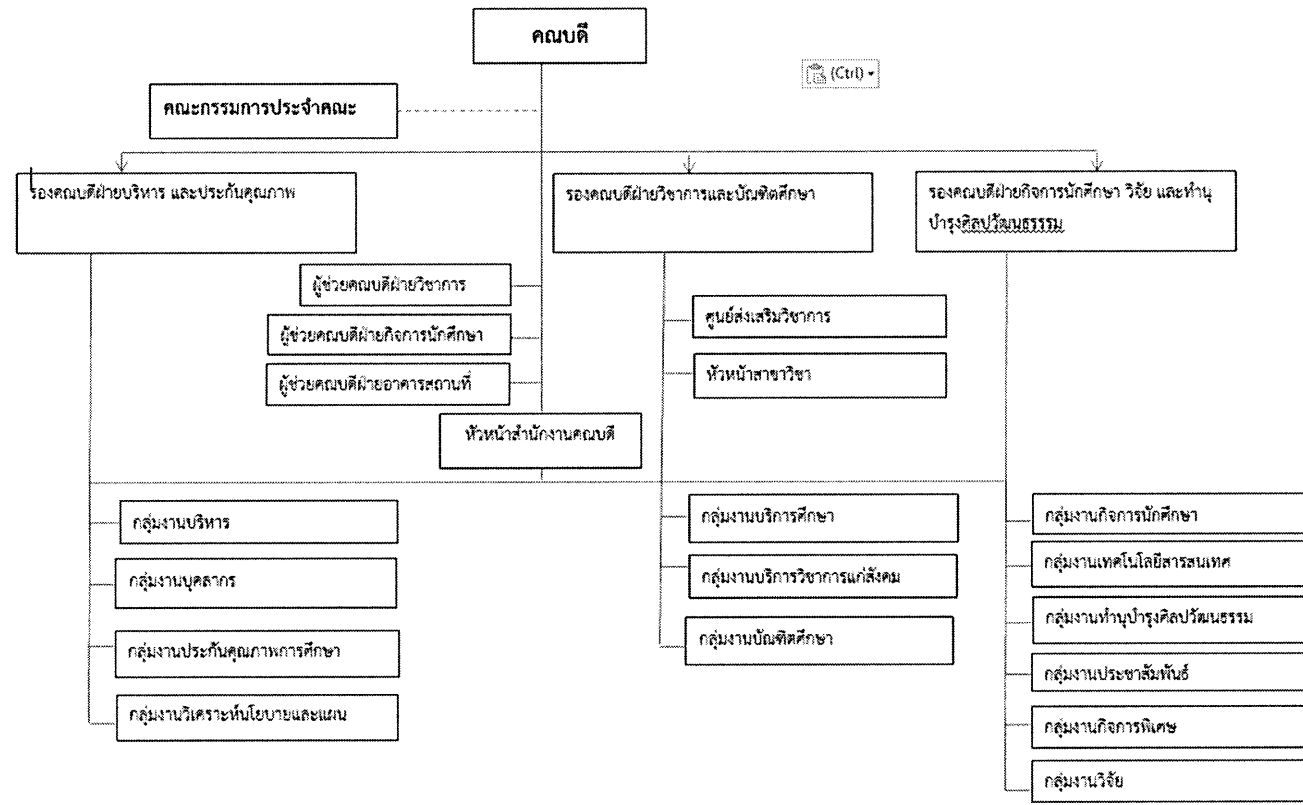 คณบดี
(Ctrl)
คณะกรรมการประจำคณะ
รองคณบดีฝ่ายบริหาร และประกันคุณภาพ
รองคณบดีฝ่ายวิชาการและบัณฑิตศึกษา
รองคณบดีฝ่ายกิจการนักศึกษา วิจัย และทำนุ
บำรุงศิลปวัฒนธรรรม
ผู้ช่วยคณบดีฝ่ายวิชาการ
ผู้ช่วยคณบดีฝ่ายกิจการนักศึกษา
ผู้ช่วยคณบดีฝ่ายอาคารสถานที่
ศูนย์ส่งเสริมวิชาการ
หัวหน้าสาขาวิชา
หัวหน้าสำนักงานคณบดี
กลุ่มงานบริหาร
กลุ่มงานบุคลากร
กลุ่มงานประกันคุณภาพการศึกษา
กลุ่มงานวิเคราะห์นโยบายและแผน
กลุ่มงานบริการศึกษา
กลุ่มงานบริการวิชาการแก่สังคม
กลุ่มงานบัณฑิตศึกษา
กลุ่มงานกิจการนักศึกษา
กลุ่มงานเทคโนโลยีสารสนเทศ
กลุ่มงานทำนุบำรุงศิลปวัฒนธรรม
กลุ่มงานประชาสัมพันธ์
กลุ่มงานกิจการพิเศษ
กลุ่มงานวิจัย